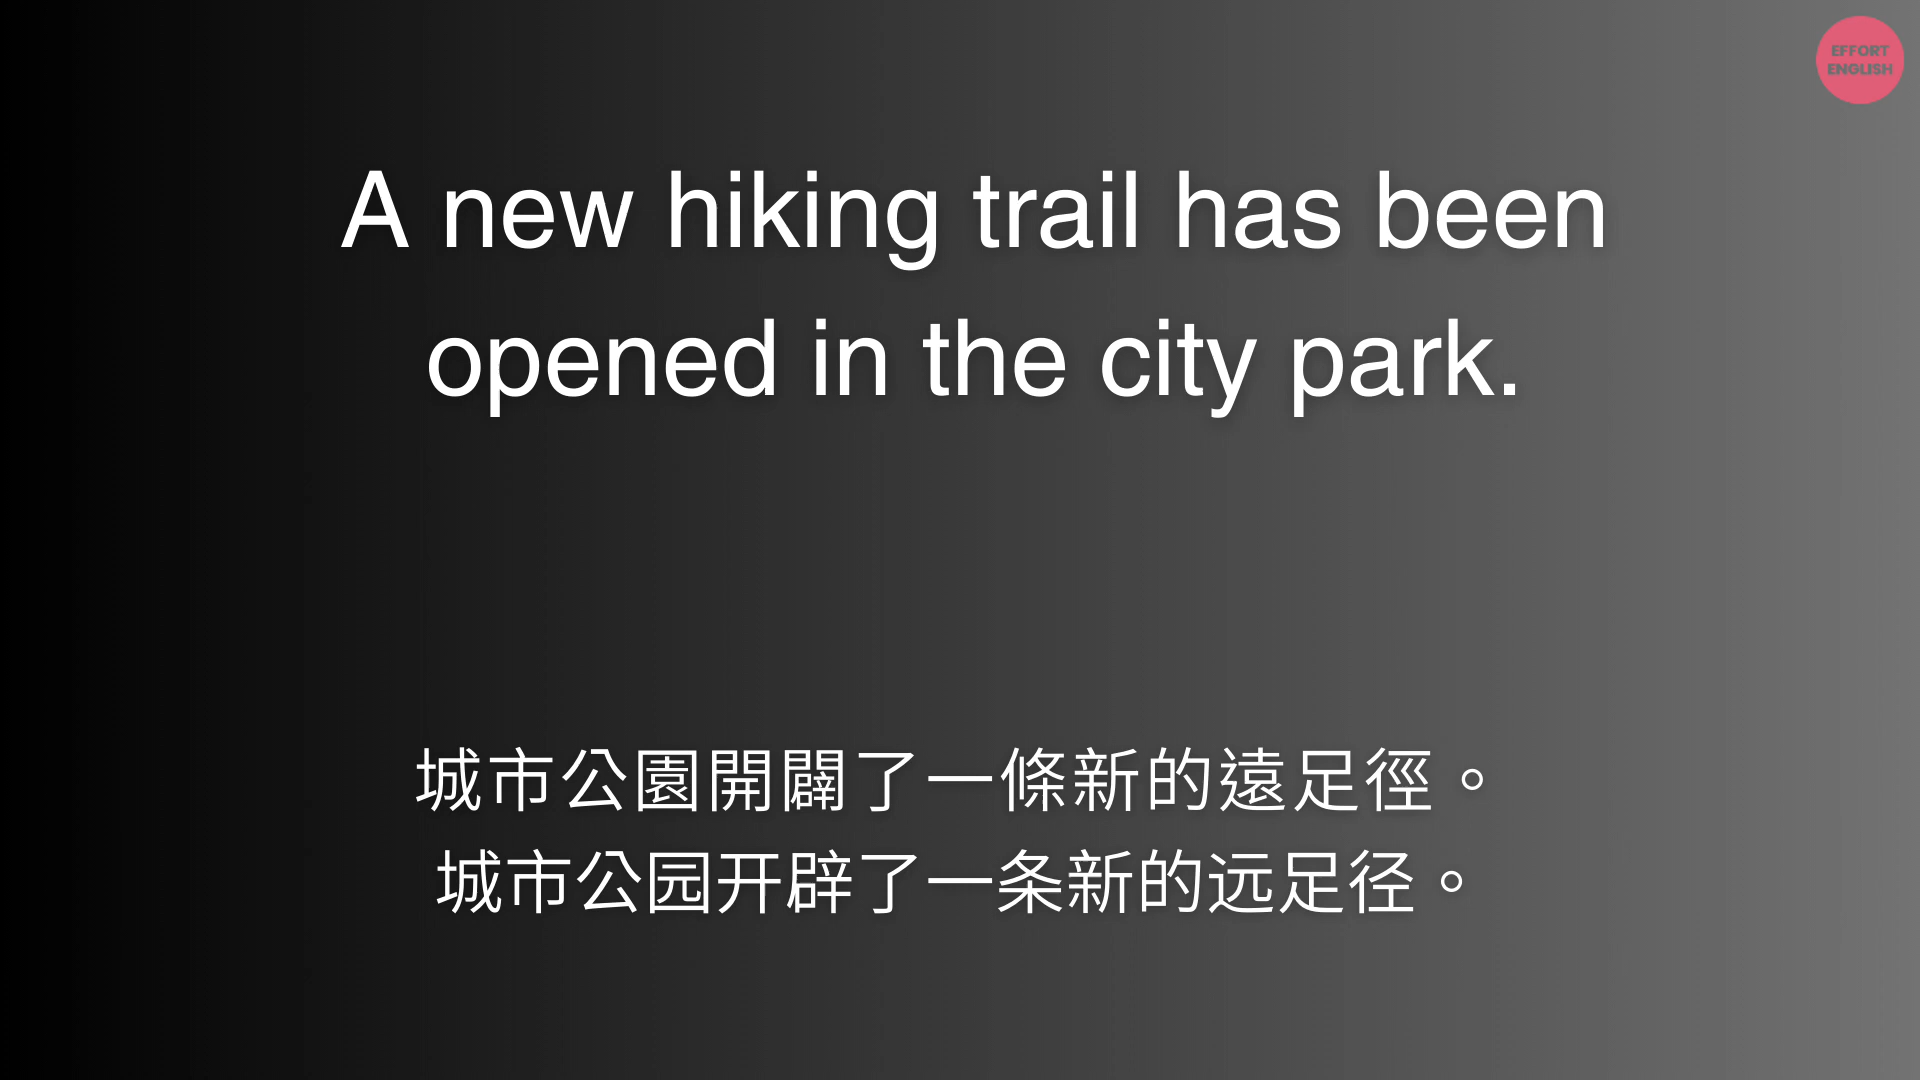 EFFORT
ENGLISH
A new hiking trail has been
opened in the city park.
城市公園開闢了一條新的遠足徑。
城市公园开辟了一条新的远足径。